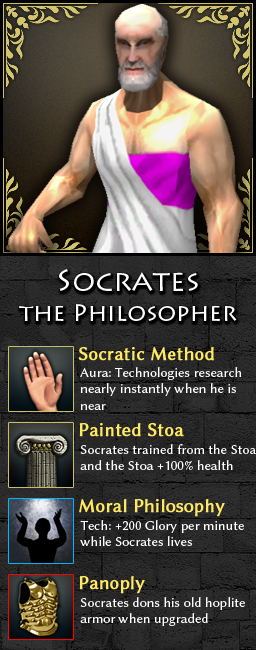 Socrates
the Philosopher
Socratic Method
Aura: Technologies research
nearly instantly when he is
near
Painted Stoa
Socrates trained from the Stoa
and the Stoa +100% health
Moral Philosophy
Tech: +200 Glory per minute
while Socrates lives
Panoply
Socrates dons his old hoplite
armor when upgraded